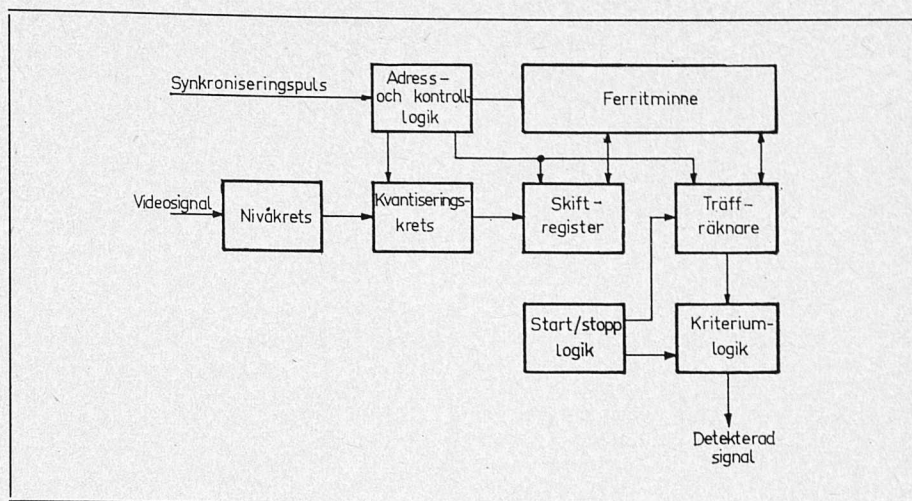 Synkroniseringspuls
Adress-
och kontroll-
logik
Ferritminne
Videosignal
Nivåkrets
Kvantiserings-
krets
Skift-
register
Träff-
räknare
Start/stopp
logik
Kriterium-
logik
Detekterad
signal